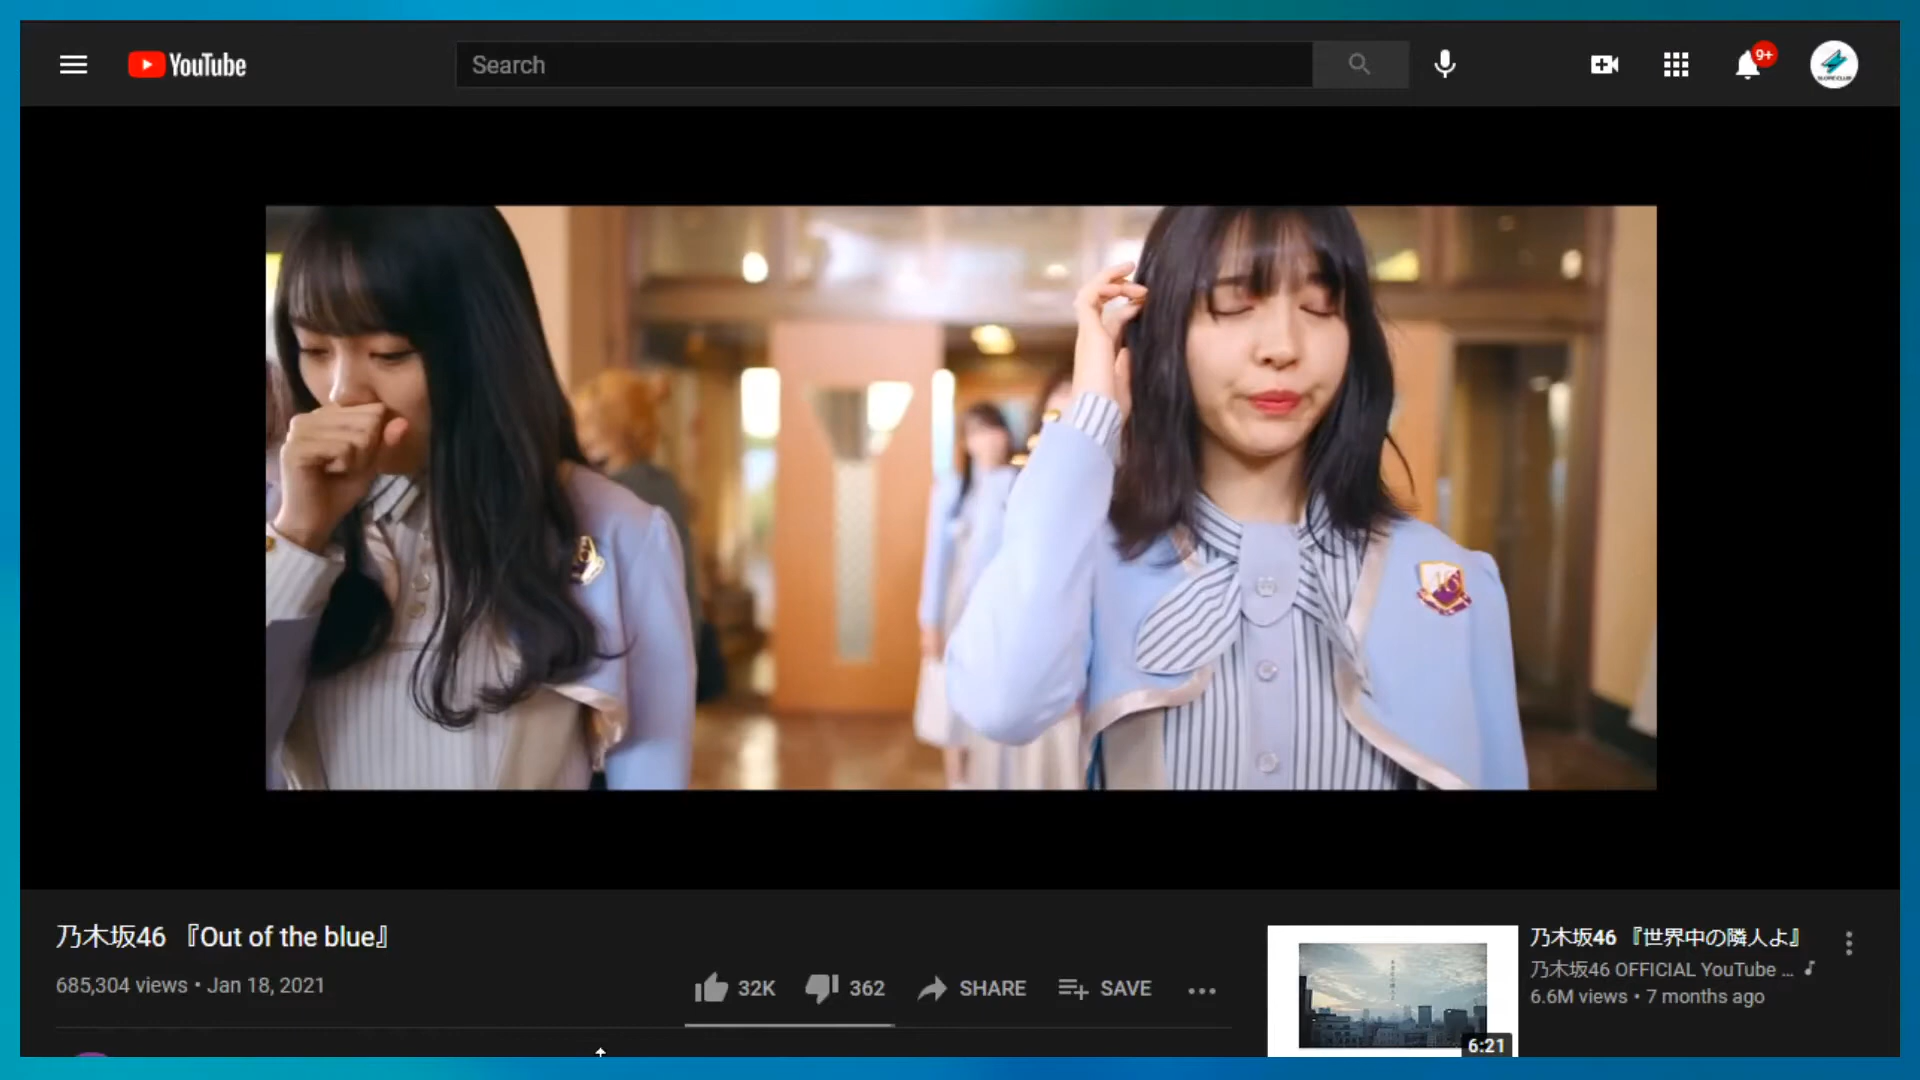 YouTube
Search
9+
乃木坂46 『Out of the blue』
685,304 views • Jan 18, 2021
32K
362
SHARE
SAVE
乃木坂46 『世界中の隣人よ』
乃木坂46 OFFICIAL YouTube ...
6.6M views • 7 months ago
6:21
46